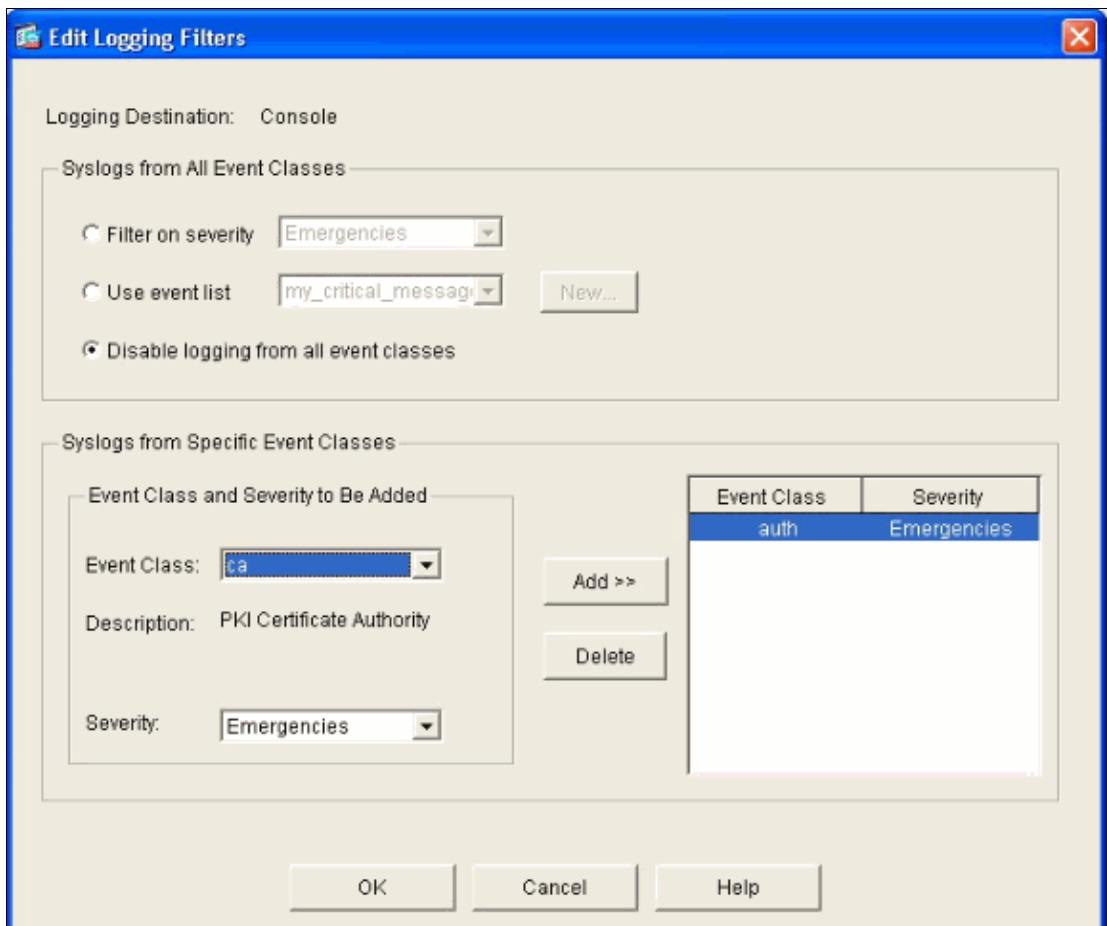 Edit Logging Filters
Logging Destination: Console
Syslogs from All Event Classes
Filter on severity Emergencies
Use event list my_critical_messag New...
Disable logging from all event classes
Syslogs from Specific Event Classes
Event Class and Severity to Be Added
Event Class: ca
Description: PKI Certificate Authority
Severity: Emergencies
Add >>
Delete
Event Class Severity
auth Emergencies
OK Cancel Help